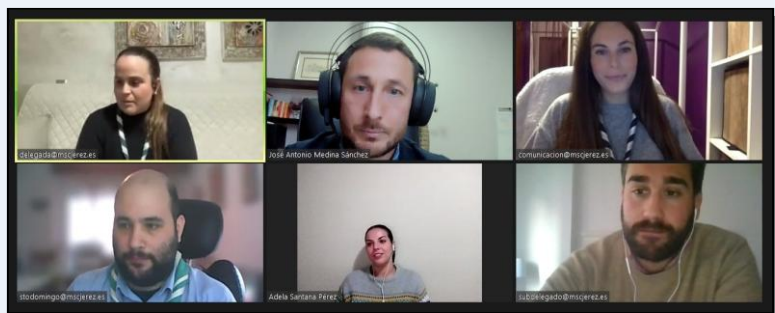 delegada@mscjerez.es
José Antonio Medina Sánchez
comunicacion@mscjerez.es
stodomingo@mscjerez.es
Adela Santana Pérez
subdelegado@mscjerez.es